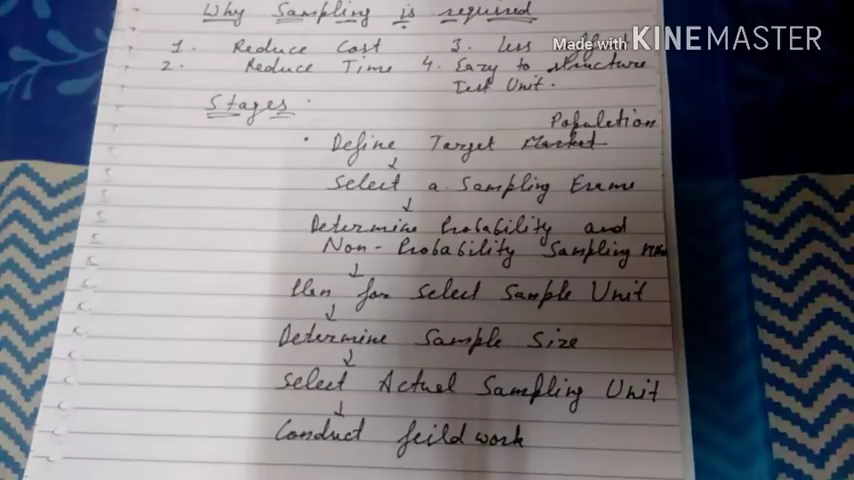 Why Sampling is required
1. Reduce Cost 3. Less
Made with KINEMASTER
2. Reduce Time 4. Eazy to structure
Test Unit.
Stages
Population
Define Target Market
Select a Sampling Frame
Determine Probability and
Non-Probability Sampling
Plan for Select Sample Unit
Determine Sample Size
Select Actual Sampling Unit
Conduct feild work